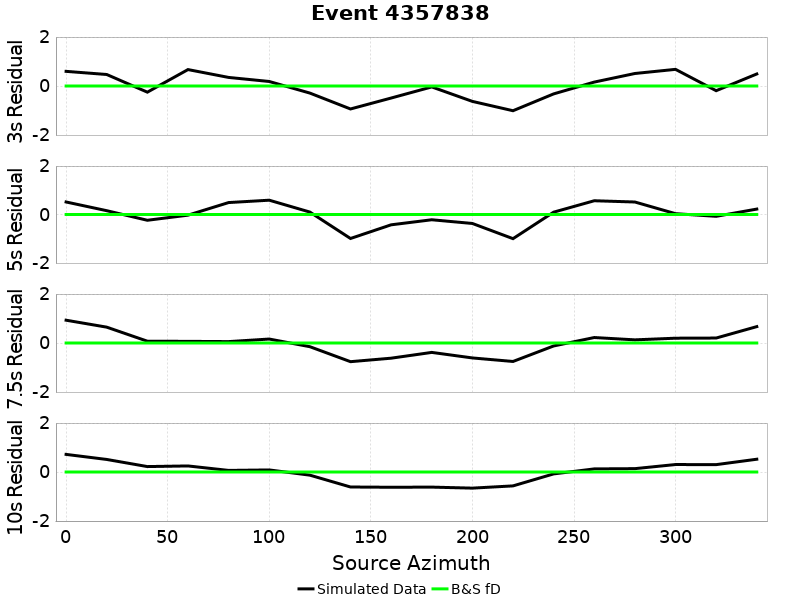 Event 4357838
3s Residual
2
0
-2
5s Residual
2
0
-2
7.5s Residual
2
0
-2
10s Residual
2
0
-2
0 50 100 150 200 250 300
Source Azimuth
Simulated Data B&S fD